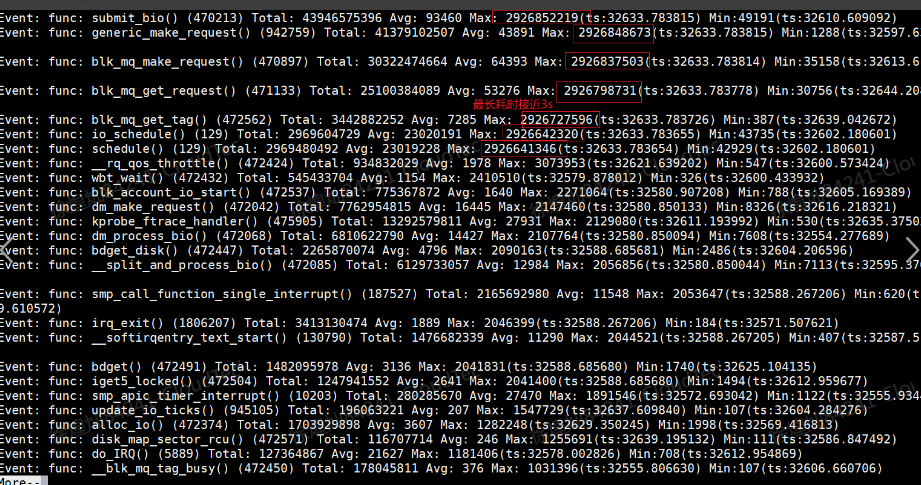 Event: func: submit_bio() (470213) Total: 43946575396 Avg: 93460 Max: 2926852219(ts:32633.783815) Min:49191(ts:32610.609092)
Event: func: generic_make_request() (942759) Total: 41379102507 Avg: 43891 Max: 2926848673(ts:32633.783815) Min:1288(ts:32597.63
Event: func: blk_mq_make_request() (470897) Total: 30322474664 Avg: 64393 Max: 2926837503(ts:32633.783814) Min:35158(ts:32613.6
Event: func: blk_mq_get_request() (471133) Total: 25100384089 Avg: 53276 Max: 2926798731(ts:32633.783778) Min:30756(ts:32644.208
最长耗时接近3s
Event: func: blk_mq_get_tag() (472562) Total: 3442882252 Avg: 7285 Max: 2926727596(ts:32633.783726) Min:387(ts:32639.042672)
Event: func: io_schedule() (129) Total: 2969604729 Avg: 23020191 Max: 2926642320(ts:32633.783655) Min:43735(ts:32602.180601)
Event: func: schedule() (129) Total: 2969480492 Avg: 23019228 Max: 2926641346(ts:32633.783654) Min:42929(ts:32602.180601)
Event: func: __rq_qos_throttle() (472424) Total: 934832029 Avg: 1978 Max: 3073953(ts:32621.639202) Min:547(ts:32600.573424)
Event: func: wbt_wait() (472432) Total: 545433704 Avg: 1154 Max: 2410510(ts:32579.878012) Min:326(ts:32600.433932)
Event: func: blk_account_io_start() (472537) Total: 775367872 Avg: 1640 Max: 2271064(ts:32580.907208) Min:788(ts:32605.169389)
Event: func: dm_make_request() (472042) Total: 7762954815 Avg: 16445 Max: 2147460(ts:32580.850133) Min:8326(ts:32616.218321)
Event: func: kprobe_ftrace_handler() (475905) Total: 13292579811 Avg: 27931 Max: 2129080(ts:32611.193992) Min:530(ts:32635.3750
Event: func: dm_process_bio() (472068) Total: 6810622790 Avg: 14427 Max: 2107764(ts:32580.850094) Min:7608(ts:32554.277689)
Event: func: bdget_disk() (472447) Total: 2265870074 Avg: 4796 Max: 2090163(ts:32588.685681) Min:2486(ts:32604.206596)
Event: func: __split_and_process_bio() (472085) Total: 6129733057 Avg: 12984 Max: 2056856(ts:32580.850044) Min:7113(ts:32595.370
Event: func: smp_call_function_single_interrupt() (187527) Total: 2165692980 Avg: 11548 Max: 2053647(ts:32588.267206) Min:620(t
9.610572)
Event: func: irq_exit() (1806207) Total: 3413130474 Avg: 1889 Max: 2046399(ts:32588.267206) Min:184(ts:32571.507621)
Event: func: __softirqentry_text_start() (130790) Total: 1476682339 Avg: 11290 Max: 2044521(ts:32588.267205) Min:407(ts:32587.5
Event: func: bdget() (472491) Total: 1482095978 Avg: 3136 Max: 2041831(ts:32588.685680) Min:1740(ts:32625.104135)
Event: func: iget5_locked() (472504) Total: 1247941552 Avg: 2641 Max: 2041400(ts:32588.685680) Min:1494(ts:32612.959677)
Event: func: smp_apic_timer_interrupt() (10203) Total: 280285670 Avg: 27470 Max: 1891546(ts:32572.693042) Min:1122(ts:32555.9344
Event: func: update_io_ticks() (945105) Total: 196063221 Avg: 207 Max: 1547729(ts:32637.609840) Min:107(ts:32604.184276)
Event: func: alloc_io() (472374) Total: 1703929898 Avg: 3607 Max: 1282248(ts:32629.350245) Min:1998(ts:32569.416813)
Event: func: disk_map_sector_rcu() (472571) Total: 116707714 Avg: 246 Max: 1255691(ts:32639.195132) Min:111(ts:32586.847492)
Event: func: do_IRQ() (5889) Total: 127364867 Avg: 21627 Max: 1181406(ts:32578.002826) Min:708(ts:32612.954869)
Event: func: __blk_mq_tag_busy() (472450) Total: 178045811 Avg: 376 Max: 1031396(ts:32555.806630) Min:107(ts:32606.660706)
More--